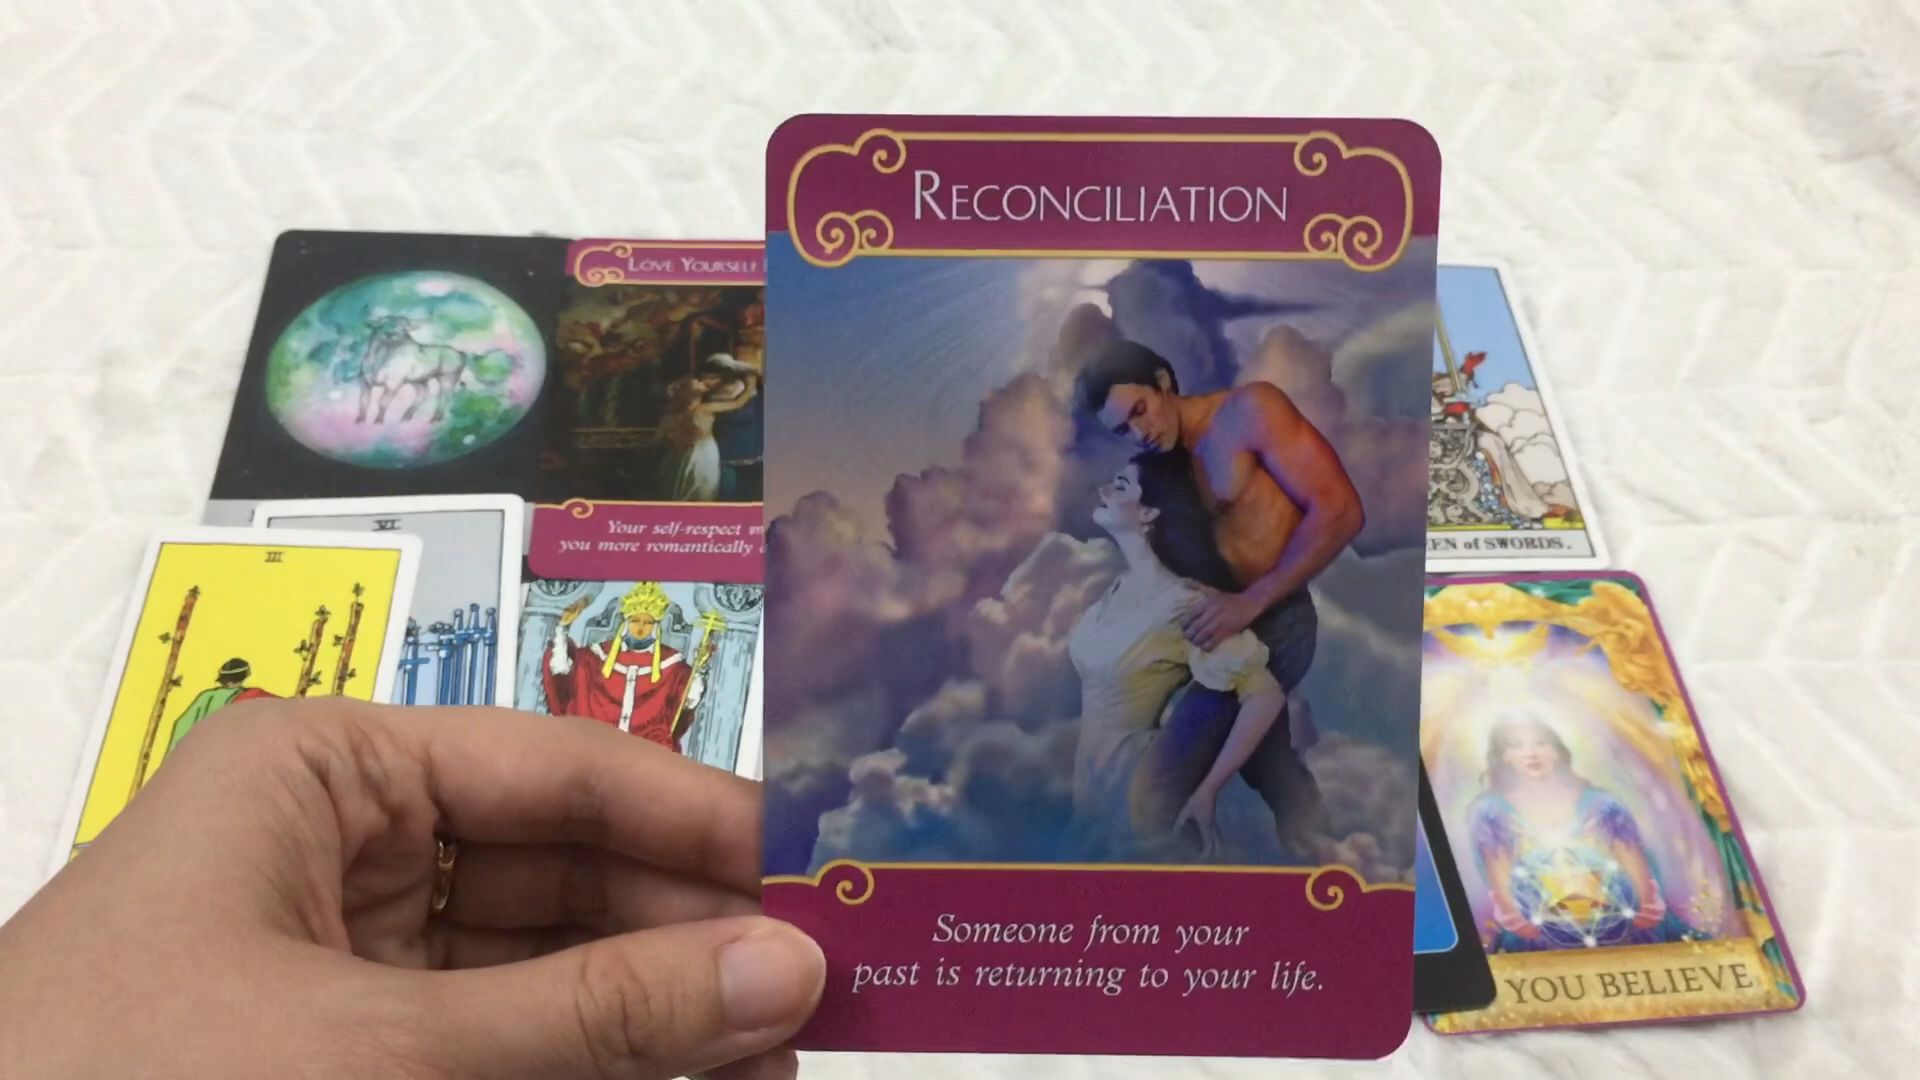 RECONCILIATION
LOVE YOURSELF
Your self-respect
you more romantically
VI
III
EN of SWORDS.
YOU BELIEVE
Someone from your
past is returning to your life.